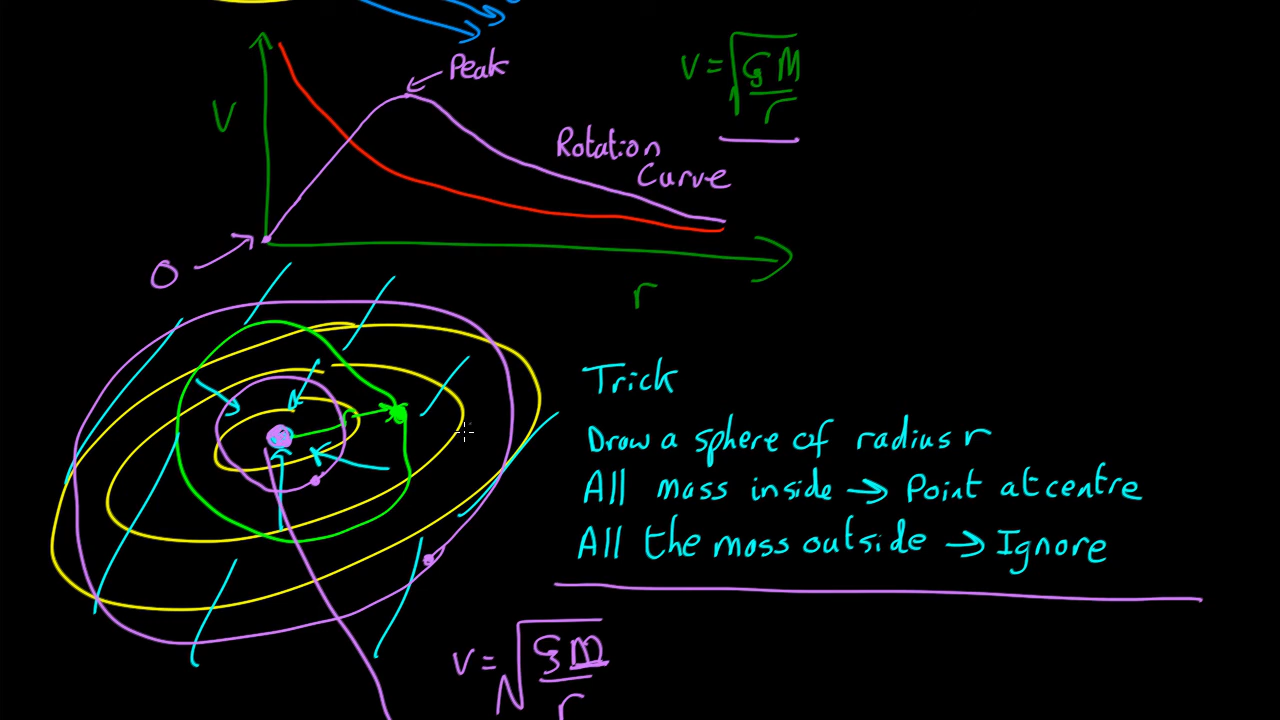 Peak
V = √GM/r
V
Rotation
Curve
O
r
Trick
Draw a sphere of radius r
All mass inside → Point at centre
All the mass outside → Ignore
V = √GM/r